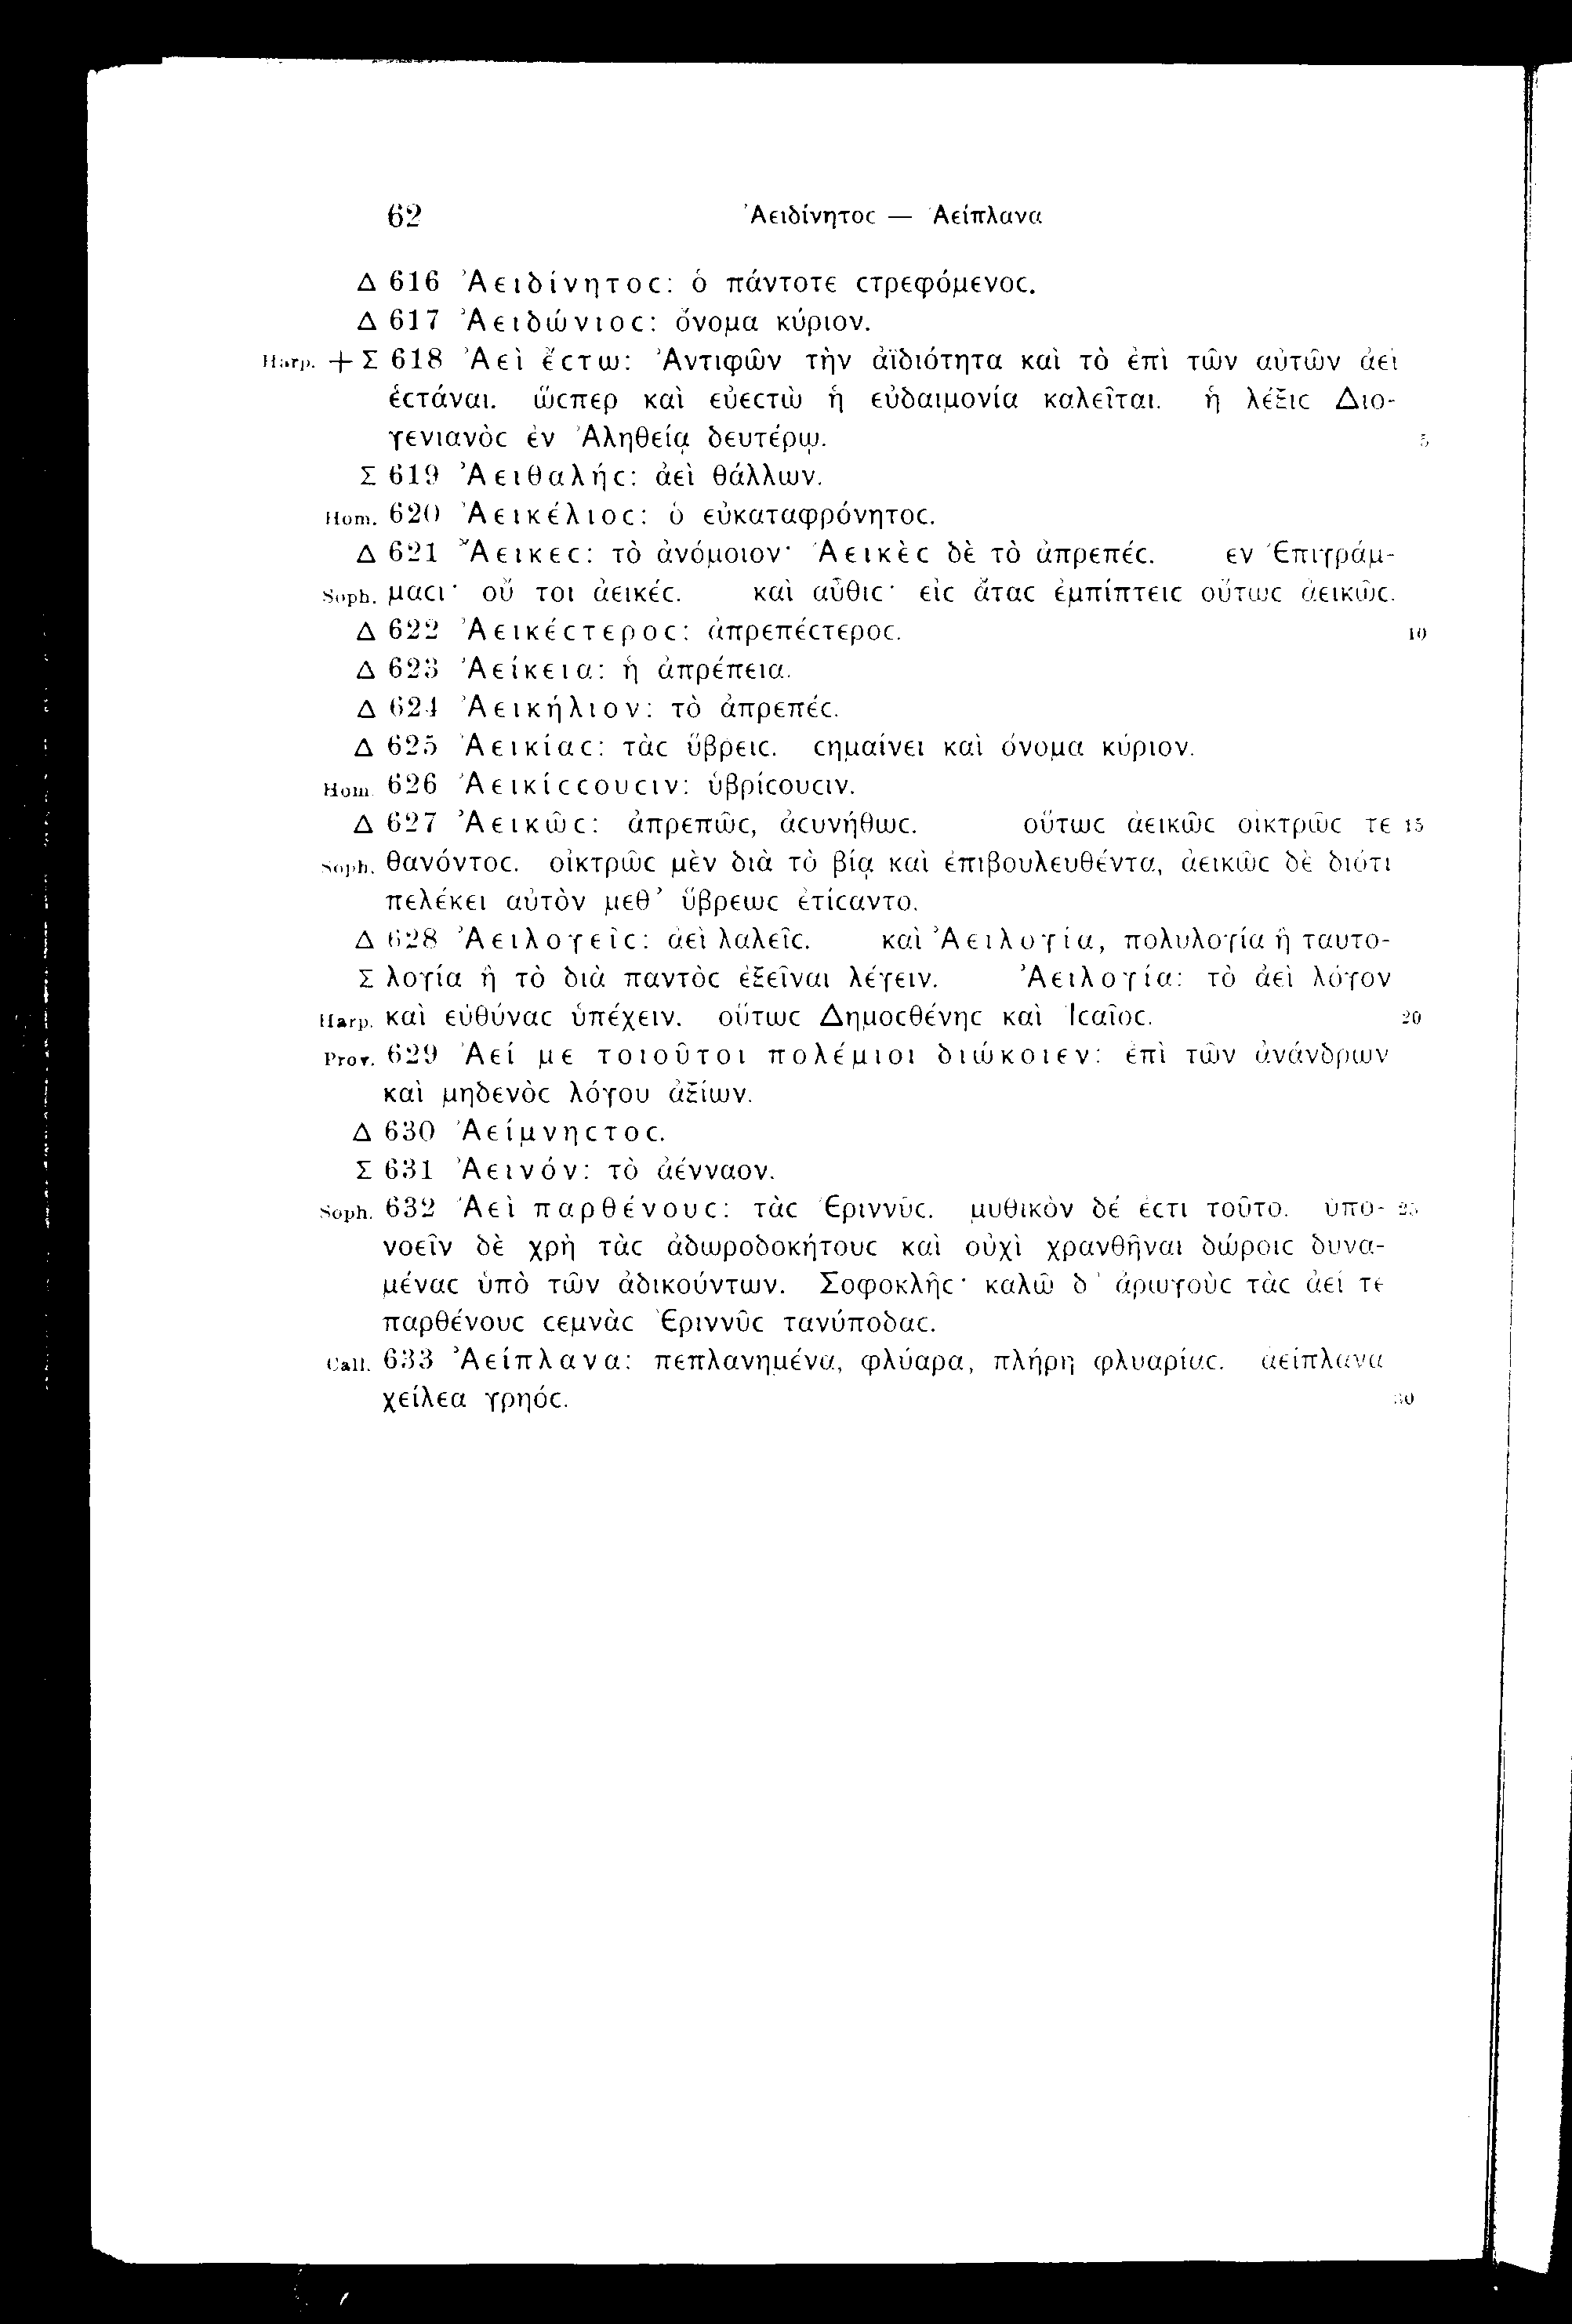 62 Ἀειδίνητοϲ — Ἀείπλανα
Δ 616 Ἀειδίνητοϲ: ὁ πάντοτε ϲτρεφόμενοϲ.
Δ 617 Ἀειδώνιοϲ: ὄνομα κύριον.
Harp. + Σ 618 Ἀεὶ ἔϲτω: Ἀντιφῶν τὴν ἀϊδιότητα καὶ τὸ ἐπὶ τῶν αὐτῶν ἀεὶ
ἑϲτάναι. ὥϲπερ καὶ εὐεϲτὼ ἡ εὐδαιμονία καλεῖται. ἡ λέξιϲ Διο-
γενιανὸϲ ἐν Ἀληθείᾳ δευτέρῳ. 5
Σ 619 Ἀειθαλήϲ: ἀεὶ θάλλων.
Hom. 620 Ἀεικέλιοϲ: ὁ εὐκαταφρόνητοϲ.
Δ 621 Ἄεικεϲ: τὸ ἀνόμοιον· Ἀεικὲϲ δὲ τὸ ἀπρεπέϲ. ἐν Ἐπιγράμ-
Soph. μαϲι· οὔ τοι ἀεικέϲ. καὶ αὖθιϲ· εἰϲ ἄταϲ ἐμπίπτειϲ οὕτωϲ ἀεικῶϲ.
Δ 622 Ἀεικέϲτεροϲ: ἀπρεπέϲτεροϲ. 10
Δ 623 Ἀείκεια: ἡ ἀπρέπεια.
Δ 624 Ἀεικήλιον: τὸ ἀπρεπέϲ.
Δ 625 Ἀεικίαϲ: τὰϲ ὕβρειϲ. ϲημαίνει καὶ ὄνομα κύριον.
Hom. 626 Ἀεικίϲϲουϲιν: ὑβρίϲουϲιν.
Δ 627 Ἀεικῶϲ: ἀπρεπῶϲ, ἀϲυνήθωϲ. οὕτωϲ ἀεικῶϲ οἰκτρῶϲ τε 15
Soph. θανόντοϲ. οἰκτρῶϲ μὲν διὰ τὸ βίᾳ καὶ ἐπιβουλευθέντα, ἀεικῶϲ δὲ διότι
πελέκει αὐτὸν μεθ’ ὕβρεωϲ ἐτίϲαντο.
Δ 628 Ἀειλογεῖϲ: ἀεὶ λαλεῖϲ. καὶ Ἀειλογία, πολυλογία ἢ ταυτο-
Σ λογία ἢ τὸ διὰ παντὸϲ ἐξεῖναι λέγειν. Ἀειλογία: τὸ ἀεὶ λόγον
Harp. καὶ εὐθύναϲ ὑπέχειν. οὕτωϲ Δημοϲθένηϲ καὶ Ἰϲαῖοϲ. 20
Prov. 629 Ἀεί με τοιοῦτοι πολέμιοι διώκοιεν: ἐπὶ τῶν ἀνάνδρων
καὶ μηδενὸϲ λόγου ἀξίων.
Δ 630 Ἀείμνηϲτοϲ.
Σ 631 Ἀεινόν: τὸ ἀένναον.
Soph. 632 Ἀεὶ παρθένουϲ: τὰϲ Ἐριννῦϲ. μυθικὸν δέ ἐϲτι τοῦτο. ὑπο- 25
νοεῖν δὲ χρὴ τὰϲ ἀδωροδοκήτουϲ καὶ οὐχὶ χρανθῆναι δώροιϲ δυνα-
μέναϲ ὑπὸ τῶν ἀδικούντων. Σοφοκλῆϲ· καλῶ δ’ ἀρωγοὺϲ τὰϲ ἀεί τε
παρθένουϲ ϲεμνὰϲ Ἐριννῦϲ τανύποδαϲ.
Call. 633 Ἀείπλανα: πεπλανημένα, φλύαρα, πλήρη φλυαρίαϲ. ἀείπλανα
χείλεα γρηόϲ. 30